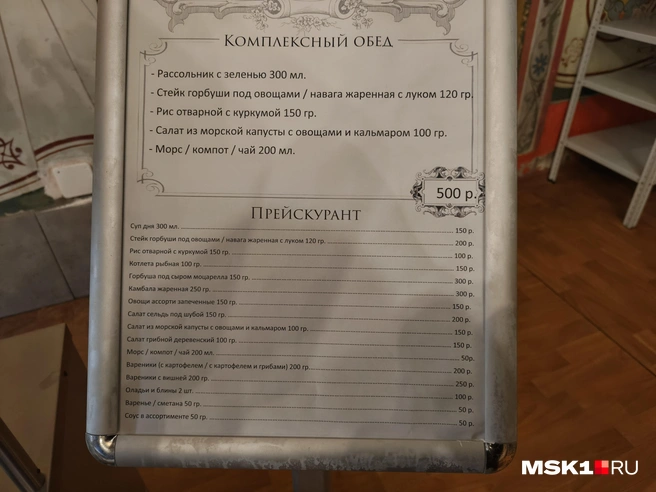 Комплексный обед
- Рассольник с зеленью 300 мл.
- Стейк горбуши под овощами / навага жаренная с луком 120 гр.
- Рис отварной с куркумой 150 гр.
- Салат из морской капусты с овощами и кальмаром 100 гр.
- Морс / компот / чай 200 мл.
500 р.
Прейскурант
Суп дня 300 мл. 150 р.
Стейк горбуши под овощами / навага жаренная с луком 120 гр. 200 р.
Рис отварной с куркумой 150 гр. 100 р.
Котлета рыбная 100 гр. 150 р.
Горбуша под сыром моцарелла 150 гр. 300 р.
Камбала жаренная 250 гр. 300 р.
Овощи ассорти запеченные 150 гр. 150 р.
Салат сельдь под шубой 150 гр. 200 р.
Салат из морской капусты с овощами и кальмаром 100 гр. 150 р.
Салат грибной деревенский 100 гр. 150 р.
Морс / компот / чай 200 мл. 50р.
Вареники (с картофелем / с картофелем и грибами) 200 гр. 200 р.
Вареники с вишней 200 гр. 250 р.
Оладьи и блины 2 шт. 100 р.
Варенье / сметана 50 гр. 50 р.
Соус в ассортименте 50 гр. 50 р.
MSK1.RU